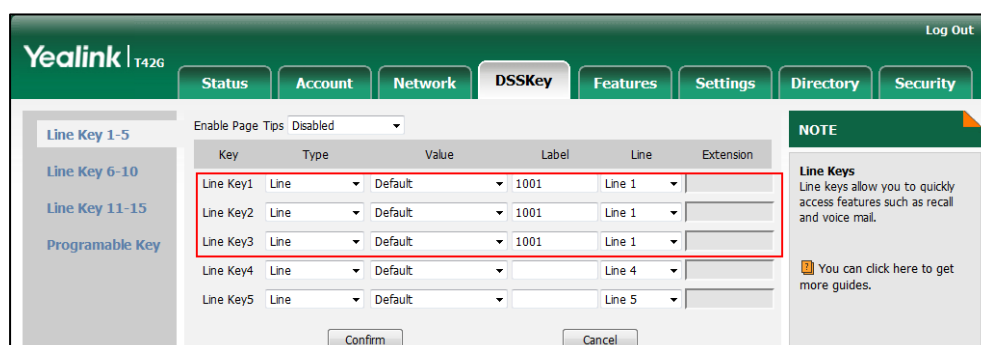 Log Out
Yealink | T42G
Status Account Network DSSKey Features Settings Directory Security
Line Key 1-5
Line Key 6-10
Line Key 11-15
Programable Key
Enable Page Tips Disabled
Key Type Value Label Line Extension
Line Key1 Line Default 1001 Line 1
Line Key2 Line Default 1001 Line 1
Line Key3 Line Default 1001 Line 1
Line Key4 Line Default Line 4
Line Key5 Line Default Line 5
Confirm Cancel
NOTE
Line Keys
Line keys allow you to quickly
access features such as recall
and voice mail.
? You can click here to get
more guides.